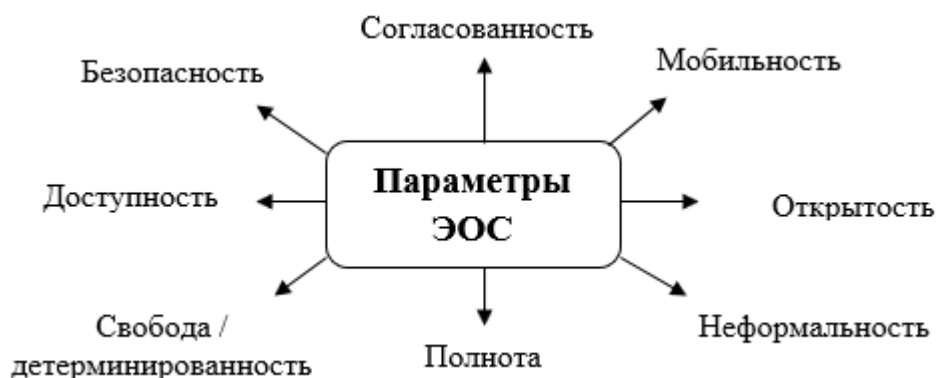 Согласованность
Безопасность
Мобильность
Параметры
ЭОС
Доступность
Открытость
Свобода /
детерминированность
Полнота
Неформальность